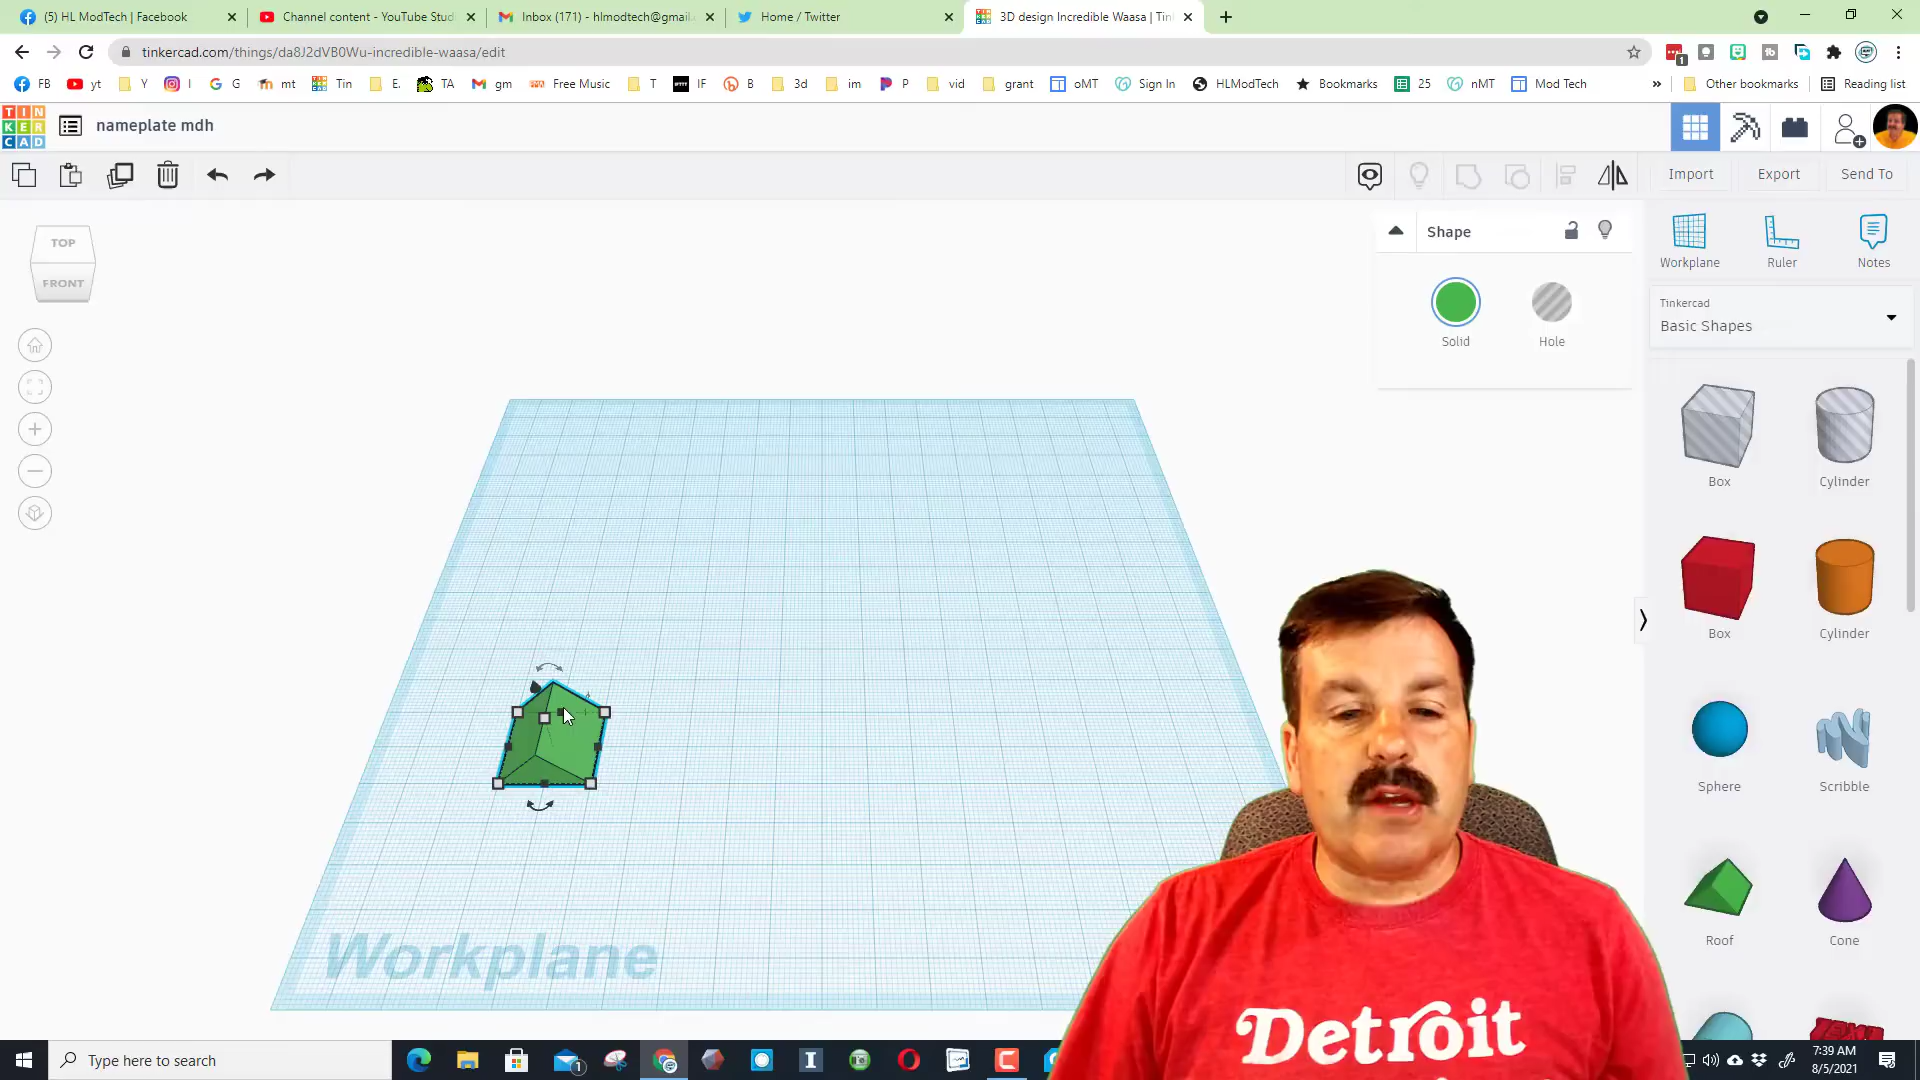 (5) HL ModTech | Facebook
Channel content - YouTube Studi
Inbox (171) - hlmodtech@gmail.
Home / Twitter
3D design Incredible Waasa | Tin
tinkercad.com/things/da8J2dVB0Wu-incredible-waasa/edit
1
FB
yt
Y
I
G
mt
Tin
E.
TA
gm
Free Music
T
IF
B
3d
im
P
vid
grant
oMT
Sign In
HLModTech
Bookmarks
25
nMT
Mod Tech
»
Other bookmarks
Reading list
TIN
KER
CAD
nameplate mdh
Import
Export
Send To
TOP
FRONT
Shape
Solid
Hole
Workplane
Ruler
Notes
Tinkercad
Basic Shapes
Box
Cylinder
Box
Cylinder
Sphere
Scribble
Roof
Cone
Workplane
Detroit
Type here to search
1
7:39 AM
8/5/2021